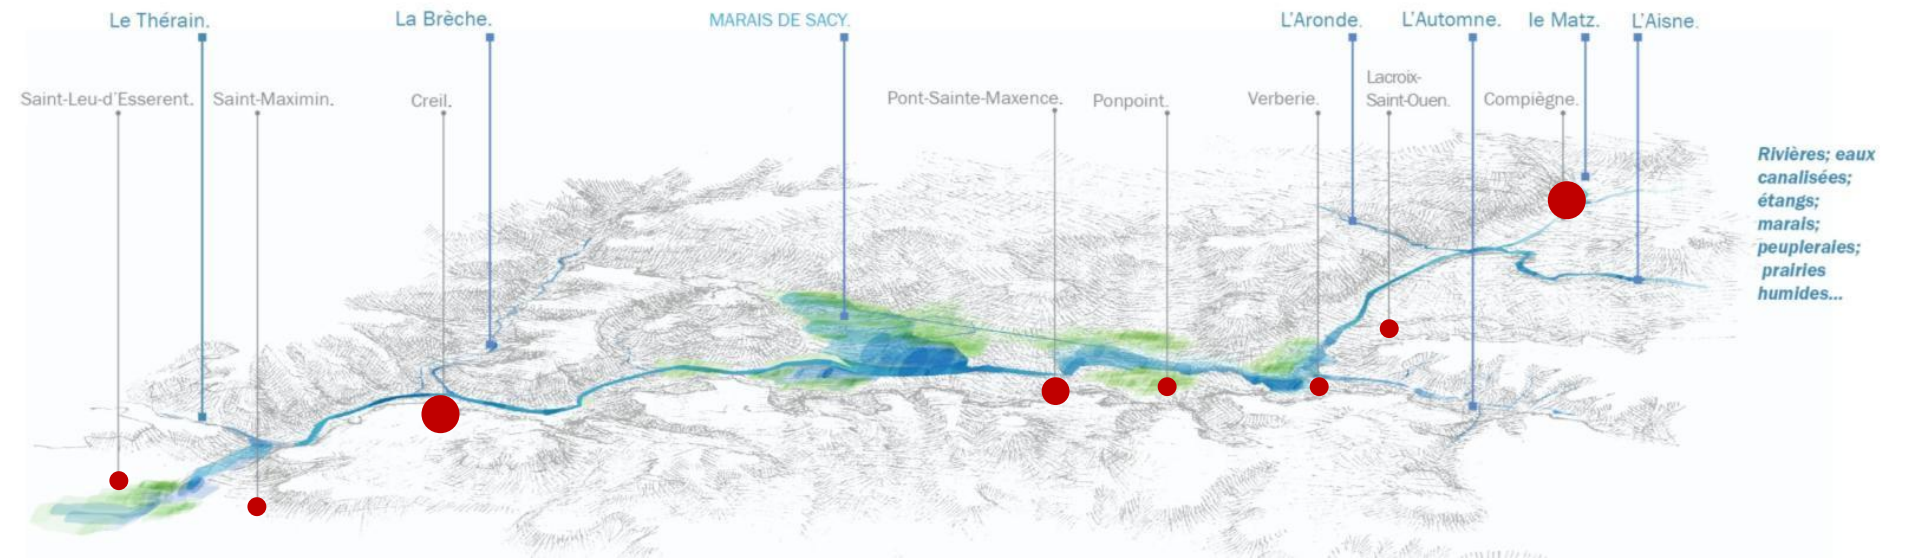 Le Thérain.
La Brèche.
MARAIS DE SACY.
L'Aronde.
L'Automne.
le Matz.
L'Aisne.
Saint-Leu-d'Esserent.
Saint-Maximin.
Creil.
Pont-Sainte-Maxence.
Ponpoint.
Verberie.
Lacroix-
Saint-Ouen.
Compiègne.
Rivières; eaux
canalisées;
étangs;
marais;
peupleraies;
prairies
humides...